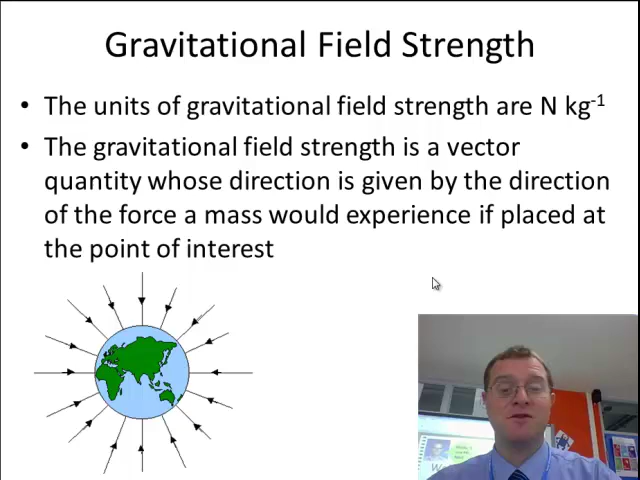 Gravitational Field Strength
• The units of gravitational field strength are N kg⁻¹
• The gravitational field strength is a vector
quantity whose direction is given by the direction
of the force a mass would experience if placed at
the point of interest